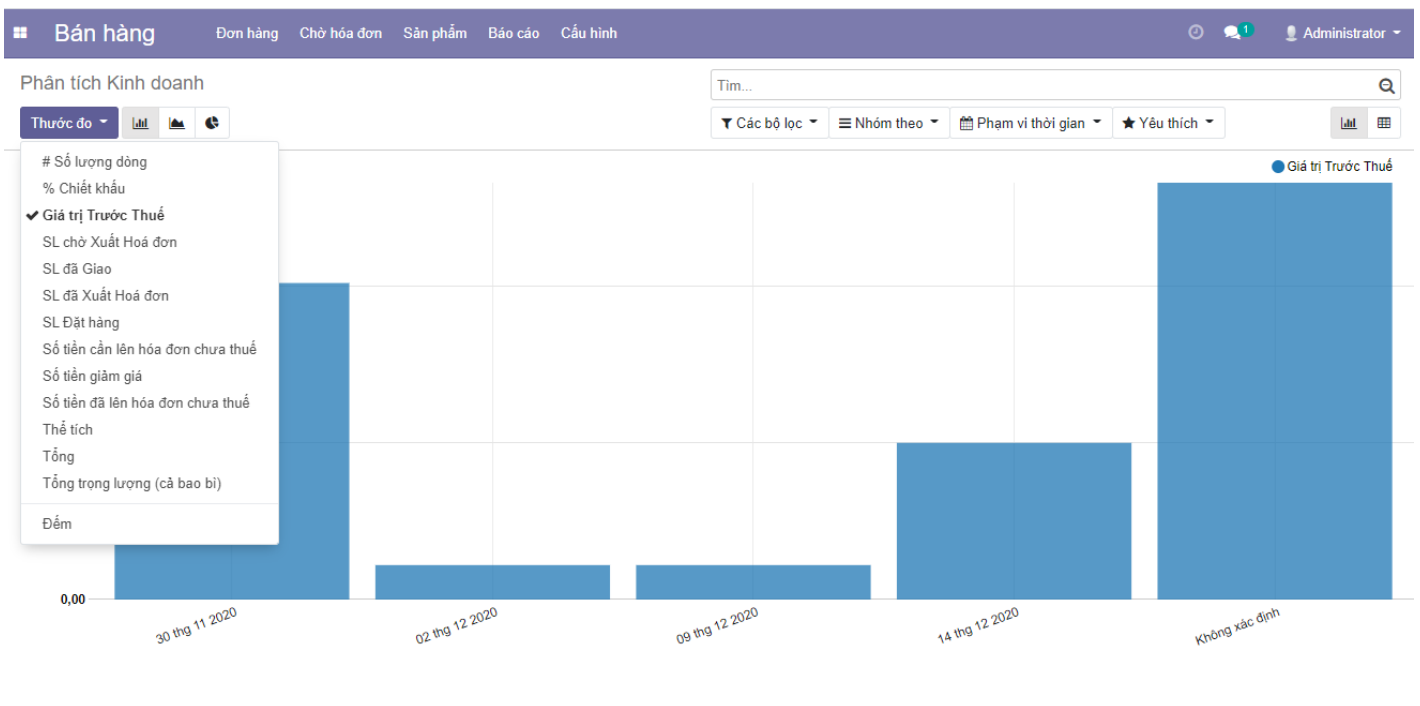 Bán hàng Đơn hàng Chờ hóa đơn Sản phẩm Báo cáo Cấu hình 1 Administrator
Phân tích Kinh doanh
Tìm...
Thước đo
Các bộ lọc Nhóm theo Phạm vi thời gian Yêu thích
# Số lượng dòng
% Chiết khấu
Giá trị Trước Thuế
SL chờ Xuất Hoá đơn
SL đã Giao
SL đã Xuất Hoá đơn
SL Đặt hàng
Số tiền cần lên hóa đơn chưa thuế
Số tiền giảm giá
Số tiền đã lên hóa đơn chưa thuế
Thể tích
Tổng
Tổng trọng lượng (cả bao bì)
Đếm
Giá trị Trước Thuế
0,00
30 thg 11 2020
02 thg 12 2020
09 thg 12 2020
14 thg 12 2020
Không xác định